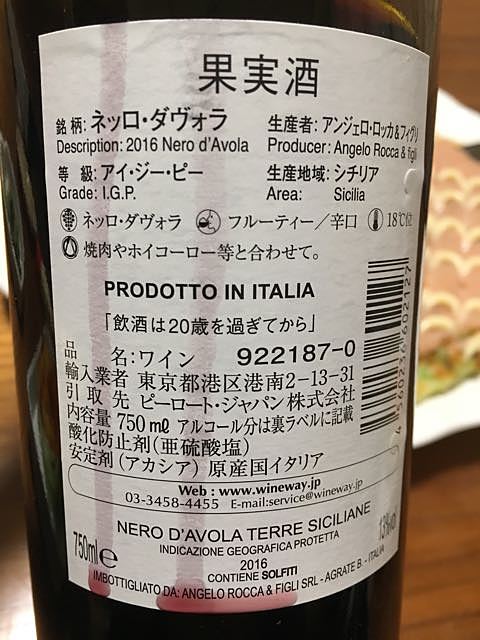 果実酒
銘 柄: ネッロ・ダヴォラ 生産者: アンジェロ・ロッカ&フィグリ
Description: 2016 Nero d'Avola Producer: Angelo Rocca & figli
等 級: アイ・ジー・ピー 生産地域: シチリア
Grade: I.G.P. Area: Sicilia
ネッロ・ダヴォラ フルーティー/辛口 18℃位
焼肉やホイコーロー等と合わせて。
PRODOTTO IN ITALIA
「飲酒は20歳を過ぎてから」
品 名:ワイン 922187-0
輸入業者 東京都港区港南2-13-31
引 取 先 ピーロート・ジャパン株式会社
内容量 750㎖ アルコール分は裏ラベルに記載
酸化防止剤(亜硫酸塩)
安定剤(アカシア) 原産国イタリア
Web : www.wineway.jp
03-3458-4455 E-mail:service@wineway.jp
NERO D'AVOLA TERRE SICILIANE
INDICAZIONE GEOGRAFICA PROTETTA
750ml e 2016 13%vol
CONTIENE SOLFITI
IMBOTTIGLIATO DA: ANGELO ROCCA & FIGLI SRL - AGRATE B. - ITALIA